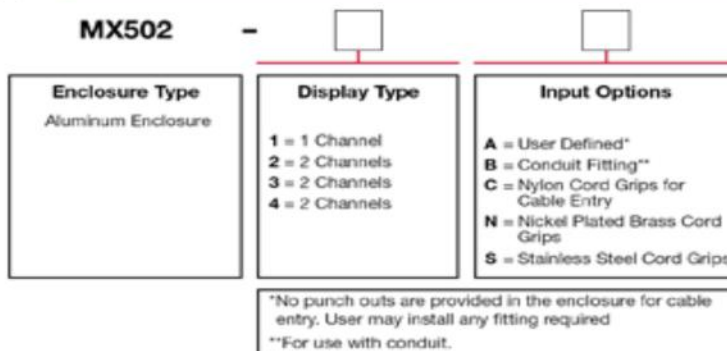 MX502 -
Enclosure Type
Aluminum Enclosure
Display Type
1 = 1 Channel
2 = 2 Channels
3 = 2 Channels
4 = 2 Channels
Input Options
A = User Defined*
B = Conduit Fitting**
C = Nylon Cord Grips for
Cable Entry
N = Nickel Plated Brass Cord
Grips
S = Stainless Steel Cord Grips
*No punch outs are provided in the enclosure for cable
entry. User may install any fitting required
**For use with conduit.